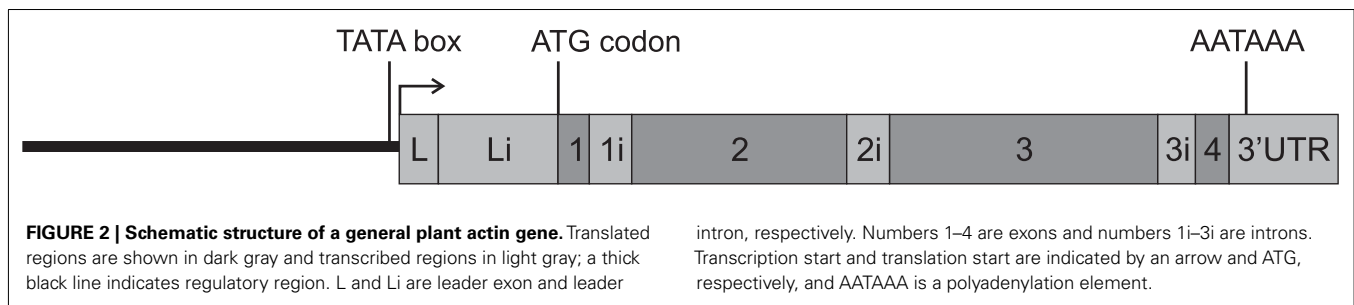 TATA box ATG codon AATAAA
L Li 1 1i 2 2i 3 3i 4 3’UTR
FIGURE 2 | Schematic structure of a general plant actin gene. Translated
regions are shown in dark gray and transcribed regions in light gray; a thick
black line indicates regulatory region. L and Li are leader exon and leader
intron, respectively. Numbers 1–4 are exons and numbers 1i–3i are introns.
Transcription start and translation start are indicated by an arrow and ATG,
respectively, and AATAAA is a polyadenylation element.